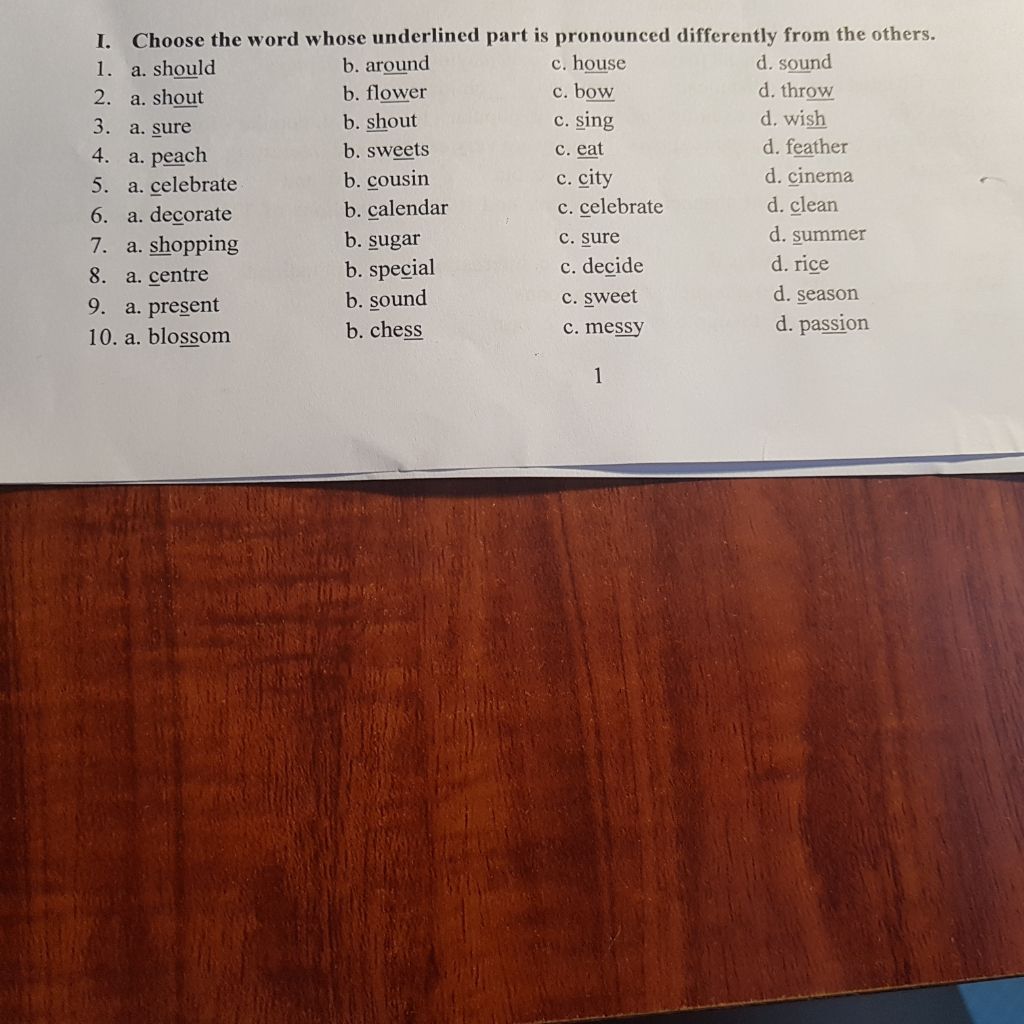 I. Choose the word whose underlined part is pronounced differently from the others.
1. a. should b. around c. house d. sound
2. a. shout b. flower c. bow d. throw
3. a. sure b. shout c. sing d. wish
4. a. peach b. sweets c. eat d. feather
5. a. celebrate b. cousin c. city d. cinema
6. a. decorate b. calendar c. celebrate d. clean
7. a. shopping b. sugar c. sure d. summer
8. a. centre b. special c. decide d. rice
9. a. present b. sound c. sweet d. season
10. a. blossom b. chess c. messy d. passion
1